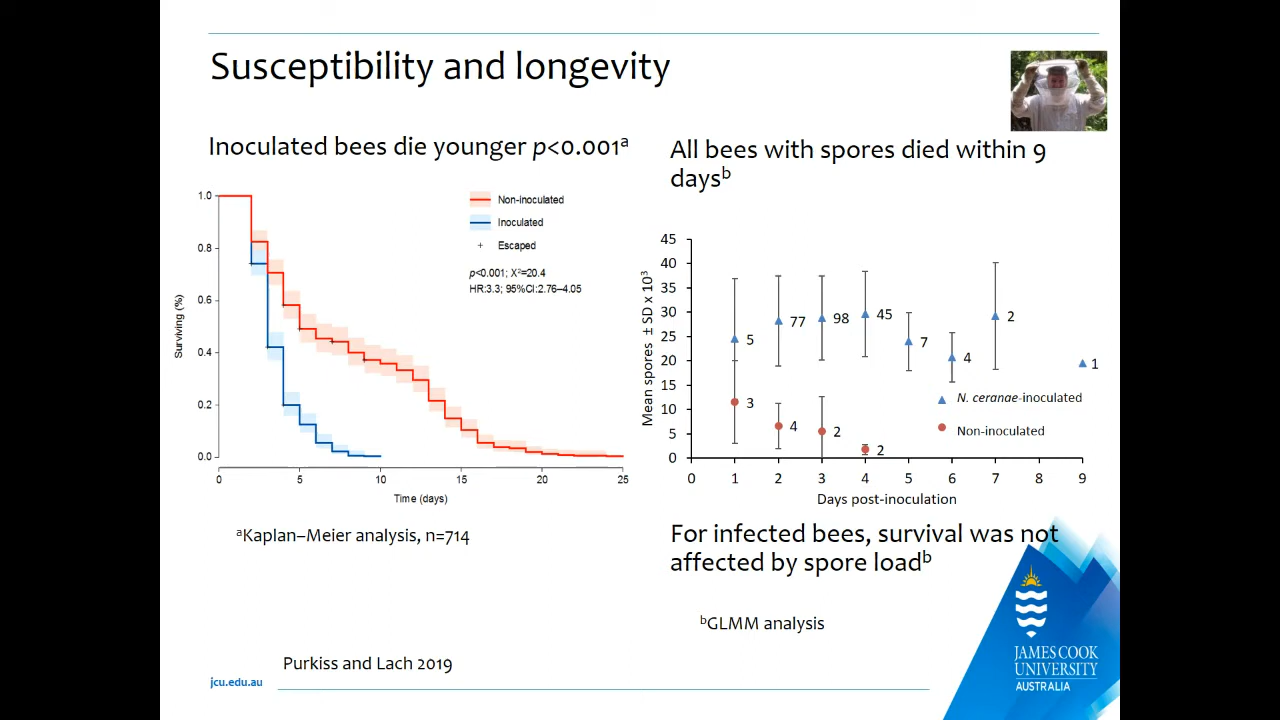 Susceptibility and longevity
Inoculated bees die younger p<0.001ᵃ
1.0
0.8
0.6
0.4
0.2
0.0
Surviving (%)
0
5
10
15
20
25
Time (days)
Non-inoculated
Inoculated
+ Escaped
p<0.001; X²=20.4
HR:3.3; 95%CI:2.76–4.05
ᵃKaplan–Meier analysis, n=714
Purkiss and Lach 2019
jcu.edu.au
All bees with spores died within 9
daysᵇ
45
40
35
30
25
20
15
10
5
0
Mean spores ± SD x 10³
5
77
98
45
7
4
2
1
3
4
2
2
N. ceranae-inoculated
Non-inoculated
0
1
2
3
4
5
6
7
8
9
Days post-inoculation
For infected bees, survival was not
affected by spore loadᵇ
ᵇGLMM analysis
JAMES COOK
UNIVERSITY
AUSTRALIA